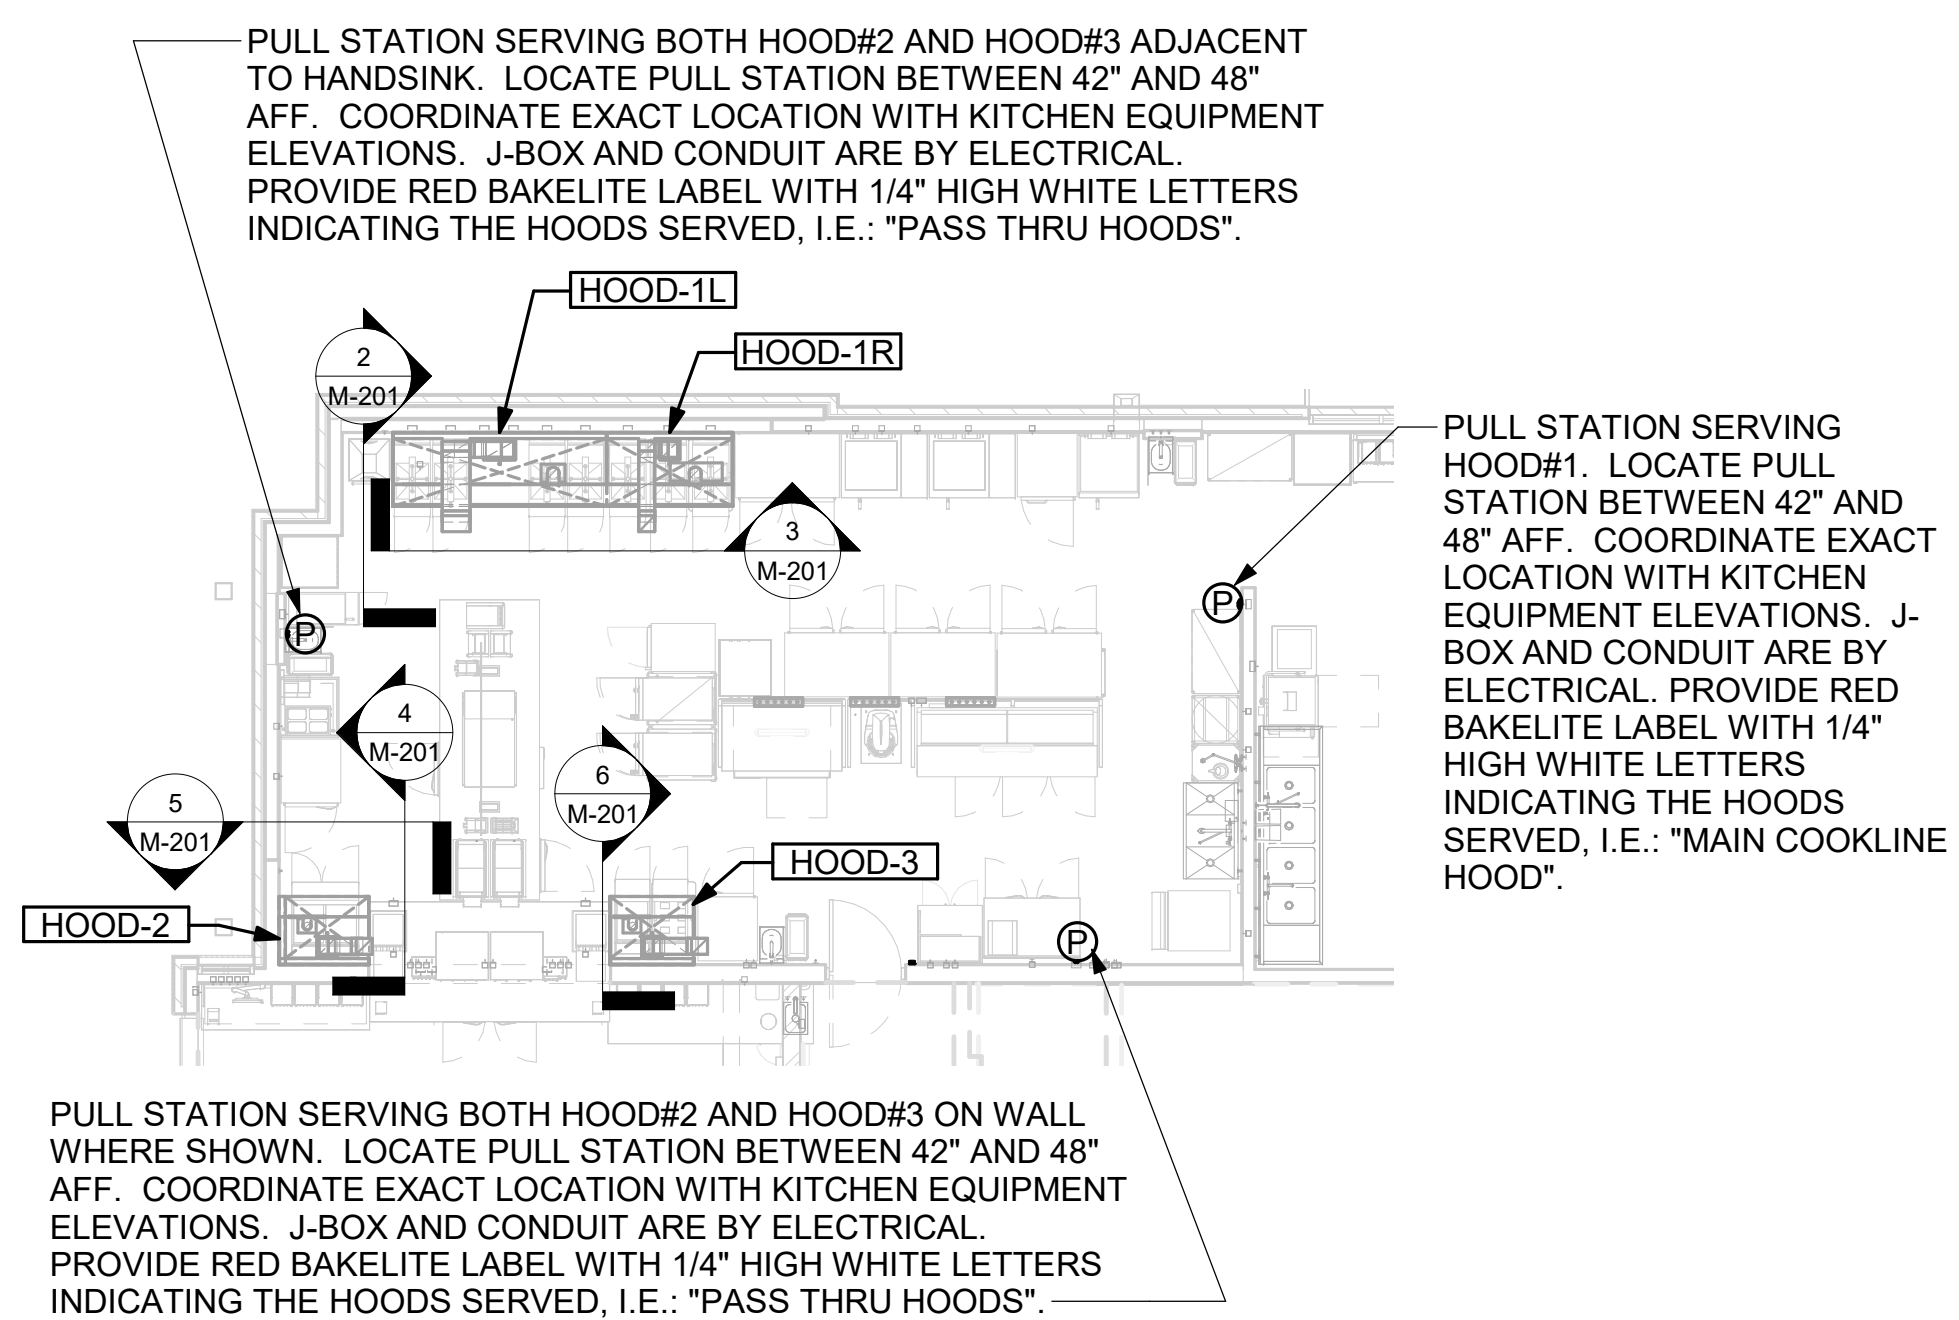 PULL STATION SERVING BOTH HOOD#2 AND HOOD#3 ADJACENT
TO HANDSINK.  LOCATE PULL STATION BETWEEN 42" AND 48"
AFF.  COORDINATE EXACT LOCATION WITH KITCHEN EQUIPMENT
ELEVATIONS.  J-BOX AND CONDUIT ARE BY ELECTRICAL.
PROVIDE RED BAKELITE LABEL WITH 1/4" HIGH WHITE LETTERS
INDICATING THE HOODS SERVED, I.E.: "PASS THRU HOODS".
HOOD-1L
HOOD-1R
2
M-201
3
M-201
PULL STATION SERVING
HOOD#1.  LOCATE PULL
STATION BETWEEN 42" AND
48" AFF.  COORDINATE EXACT
LOCATION WITH KITCHEN
EQUIPMENT ELEVATIONS.  J-
BOX AND CONDUIT ARE BY
ELECTRICAL. PROVIDE RED
BAKELITE LABEL WITH 1/4"
HIGH WHITE LETTERS
INDICATING THE HOODS
SERVED, I.E.: "MAIN COOKLINE
HOOD".
P
P
4
M-201
6
M-201
5
M-201
HOOD-3
HOOD-2
P
PULL STATION SERVING BOTH HOOD#2 AND HOOD#3 ON WALL
WHERE SHOWN.  LOCATE PULL STATION BETWEEN 42" AND 48"
AFF.  COORDINATE EXACT LOCATION WITH KITCHEN EQUIPMENT
ELEVATIONS.  J-BOX AND CONDUIT ARE BY ELECTRICAL.
PROVIDE RED BAKELITE LABEL WITH 1/4" HIGH WHITE LETTERS
INDICATING THE HOODS SERVED, I.E.: "PASS THRU HOODS".